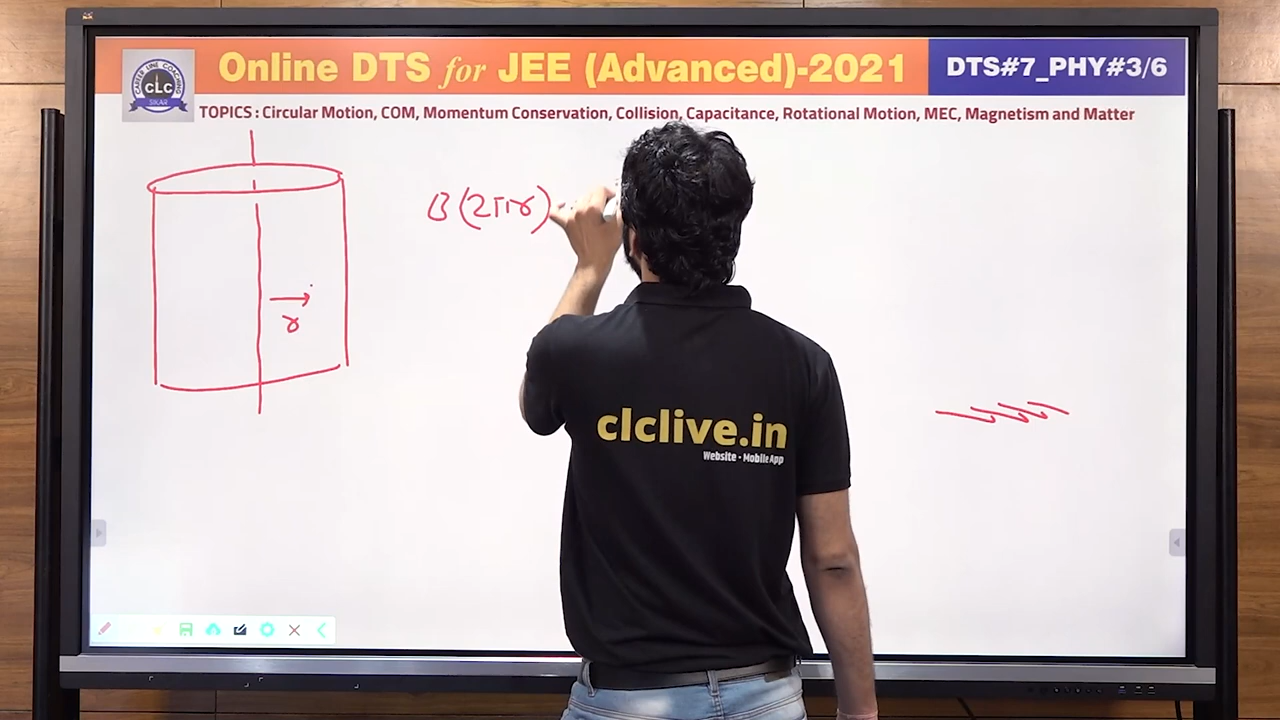 Online DTS for JEE (Advanced)-2021
DTS#7_PHY#3/6
CAREER LINE COACHING
CLC
SIKAR
TOPICS : Circular Motion, COM, Momentum Conservation, Collision, Capacitance, Rotational Motion, MEC, Magnetism and Matter
B(2πr)
r
clclive.in
Website - Mobile App